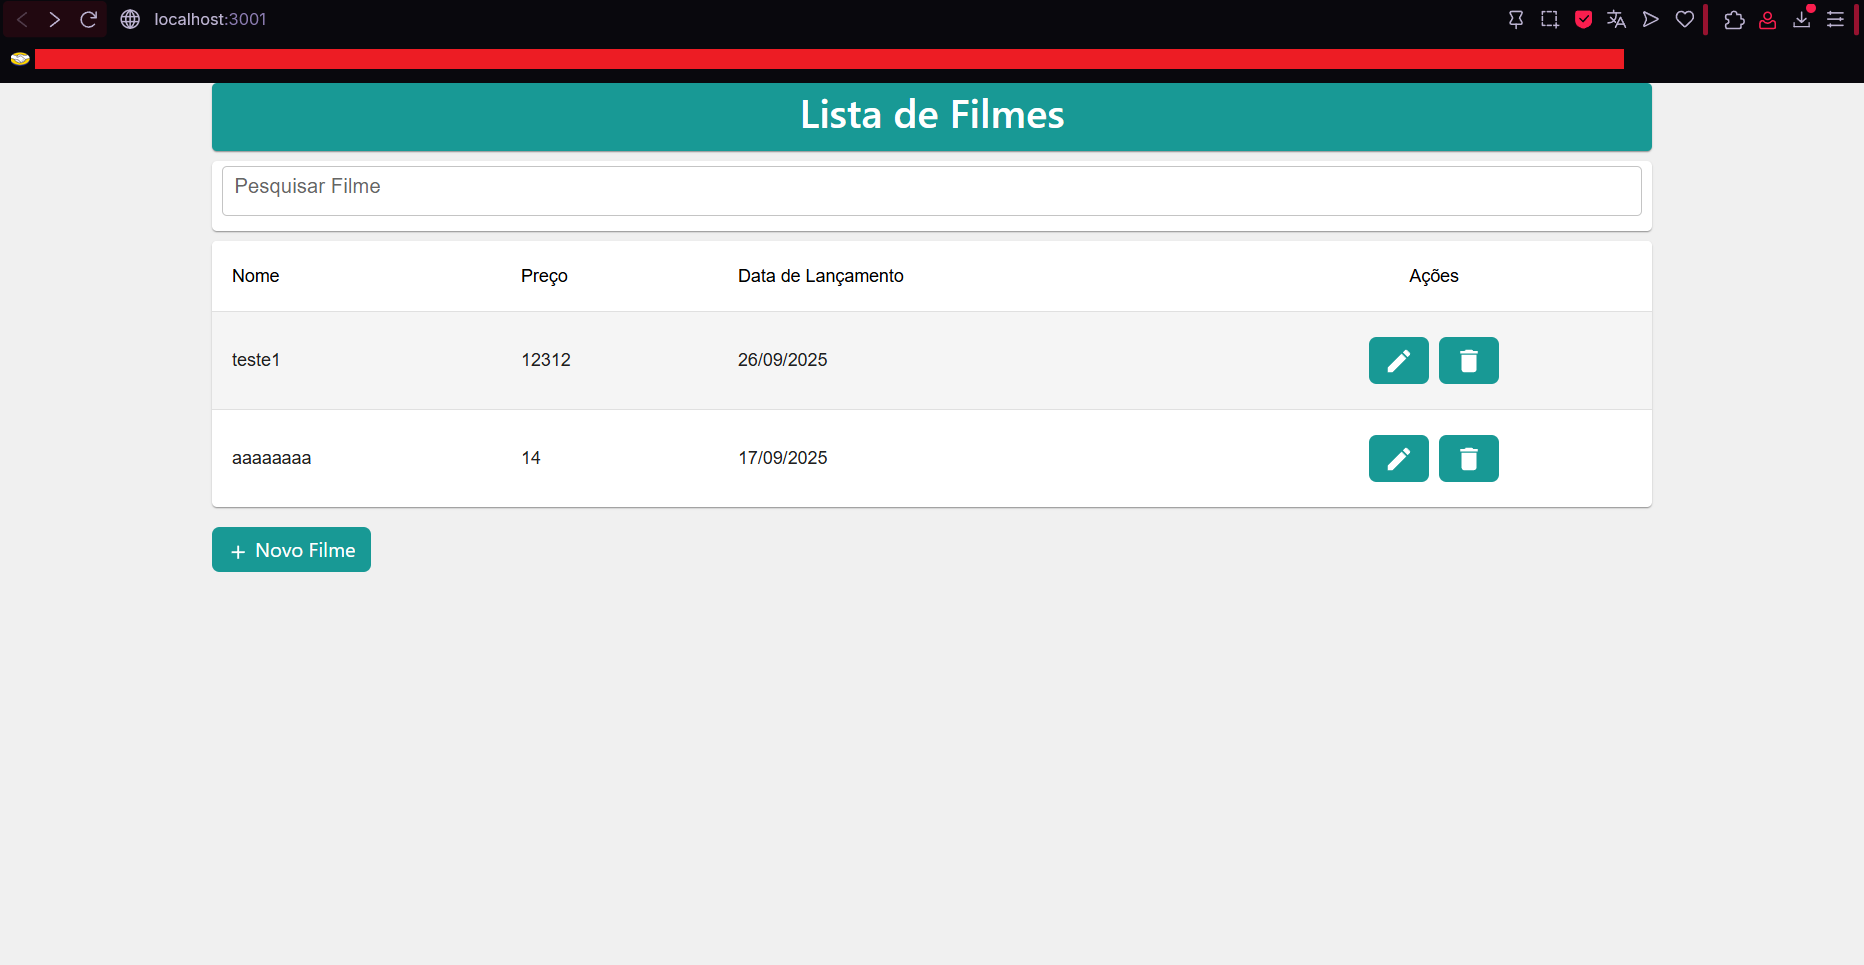 localhost:3001
Lista de Filmes
Pesquisar Filme
Nome Preço Data de Lançamento Ações
teste1 12312 26/09/2025
aaaaaaaa 14 17/09/2025
+ Novo Filme